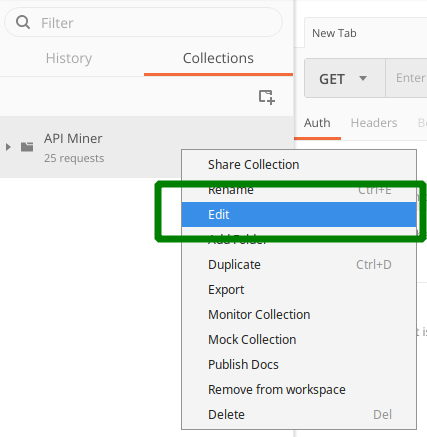 Filter
New Tab
History Collections
GET Enter
Auth Headers
API Miner
25 requests
Share Collection
Rename Ctrl+E
Edit
Add Folder
Duplicate Ctrl+D
Export
Monitor Collection
Mock Collection
Publish Docs
Remove from workspace
Delete Del